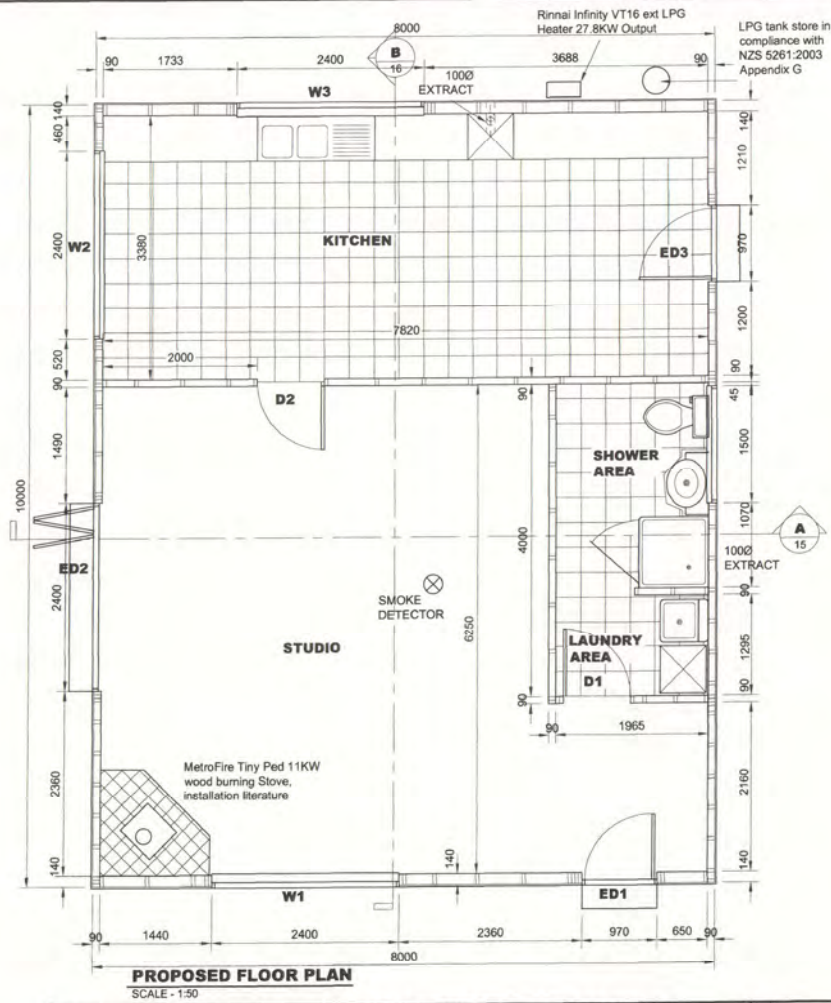 Rinnai Infinity VT16 ext LPG
Heater 27.8KW Output
LPG tank store in
compliance with
NZS 5261:2003
Appendix G
8000
90 1733 2400 3688 90
B
16
W3
100Ø
EXTRACT
140
460
2400
520
90
1490
2400
2360
140
10000
W2
3380
KITCHEN
ED3
140
1210
970
1200
90
7820
2000
D2
90
45
1500
1070
90
1295
90
2160
140
SHOWER
AREA
A
15
100Ø
EXTRACT
4000
ED2
SMOKE
DETECTOR
6250
STUDIO
LAUNDRY
AREA
D1
90
90 1965
MetroFire Tiny Ped 11KW
wood burning Stove,
installation literature
140
W1
ED1
90 1440 2400 2360 970 650 90
8000
PROPOSED FLOOR PLAN
SCALE - 1:50